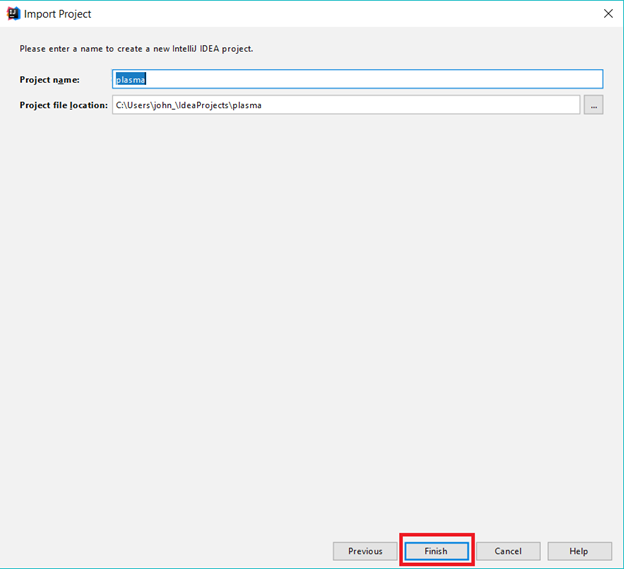 Import Project
Please enter a name to create a new IntelliJ IDEA project.
Project name: plasma
Project file location: C:\Users\john_\IdeaProjects\plasma ...
Previous Finish Cancel Help